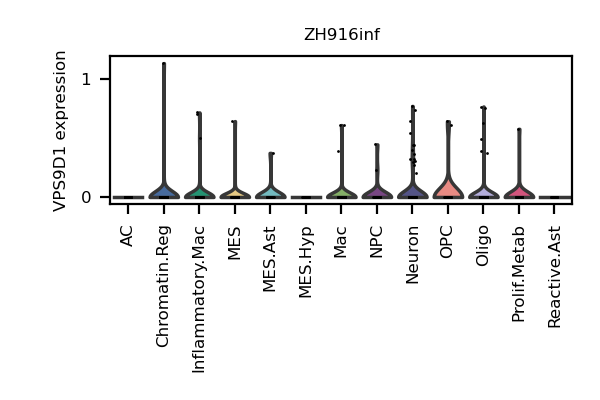 ZH916inf
VPS9D1 expression
1
0
AC
Chromatin.Reg
Inflammatory.Mac
MES
MES.Ast
MES.Hyp
Mac
NPC
Neuron
OPC
Oligo
Prolif.Metab
Reactive.Ast